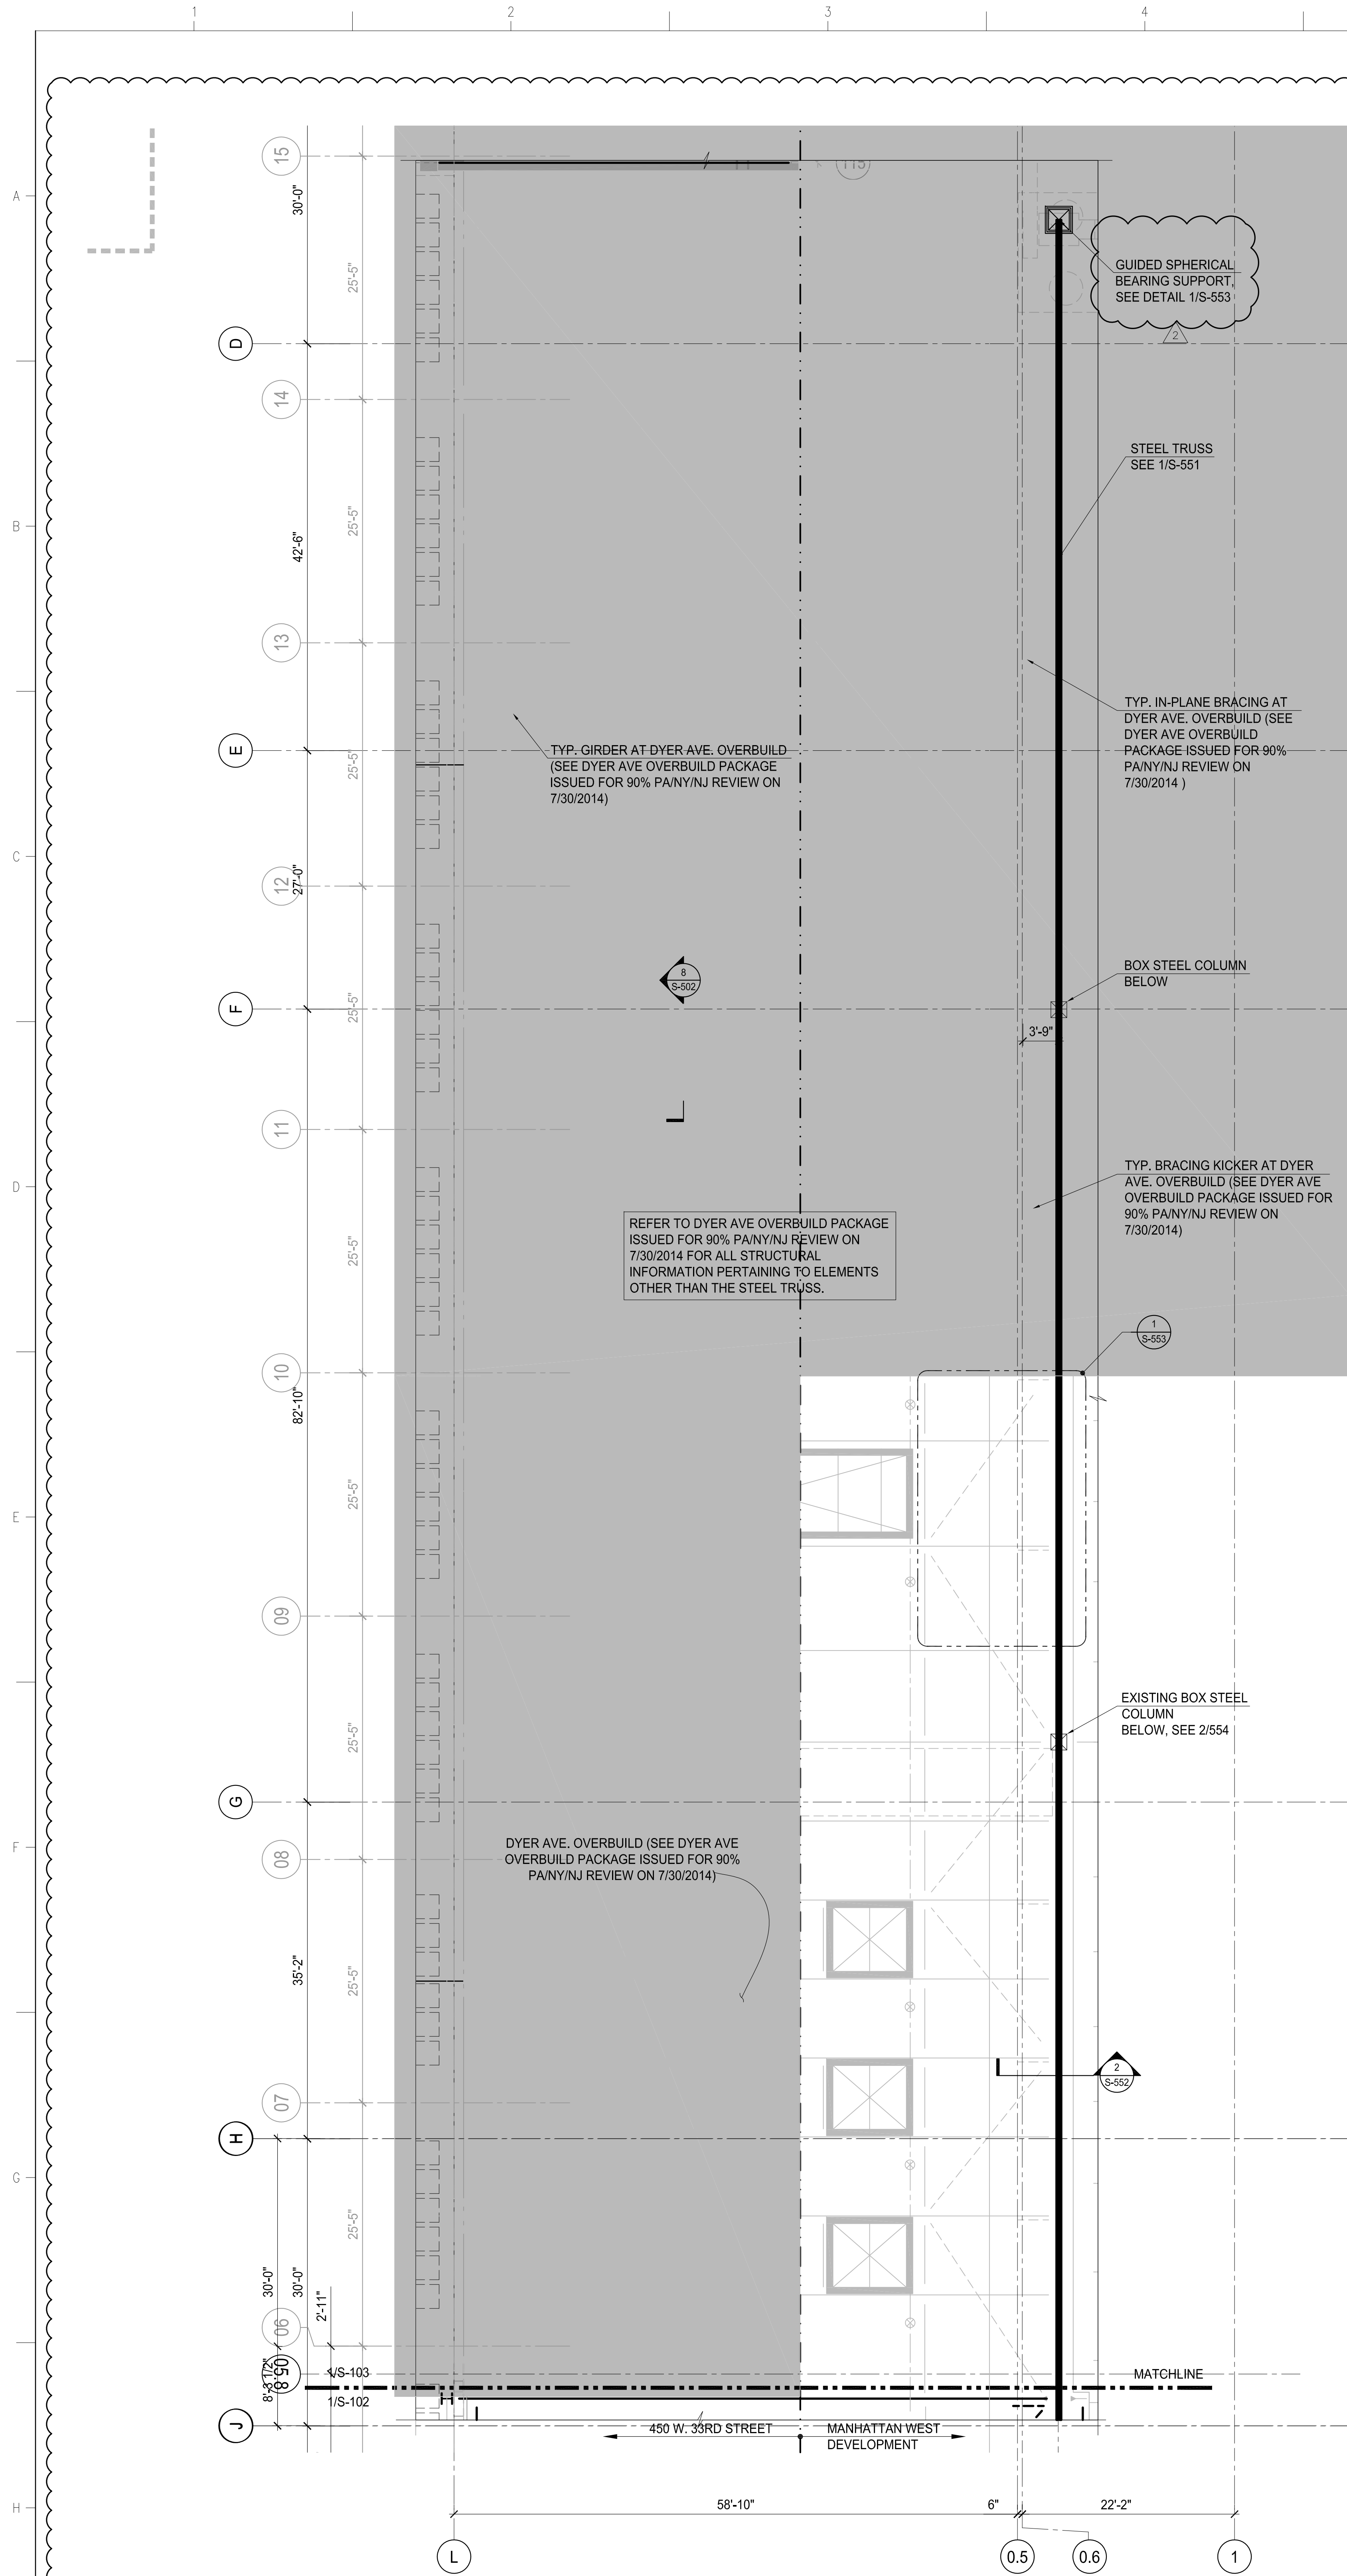 1
2
3
4
A
B
C
D
E
F
G
H
15
30'-0"
25'-5"
115
GUIDED SPHERICAL
BEARING SUPPORT,
SEE DETAIL 1/S-553
2
D
14
STEEL TRUSS
SEE 1/S-551
42'-6"
25'-5"
13
TYP. IN-PLANE BRACING AT
DYER AVE. OVERBUILD (SEE
DYER AVE OVERBUILD
PACKAGE ISSUED FOR 90%
PA/NY/NJ REVIEW ON
7/30/2014 )
E
25'-5"
TYP. GIRDER AT DYER AVE. OVERBUILD
(SEE DYER AVE OVERBUILD PACKAGE
ISSUED FOR 90% PA/NY/NJ REVIEW ON
7/30/2014)
12
27'-0"
8
S-502
BOX STEEL COLUMN
BELOW
F
25'-5"
3'-9"
11
TYP. BRACING KICKER AT DYER
AVE. OVERBUILD (SEE DYER AVE
OVERBUILD PACKAGE ISSUED FOR
90% PA/NY/NJ REVIEW ON
7/30/2014)
25'-5"
REFER TO DYER AVE OVERBUILD PACKAGE
ISSUED FOR 90% PA/NY/NJ REVIEW ON
7/30/2014 FOR ALL STRUCTURAL
INFORMATION PERTAINING TO ELEMENTS
OTHER THAN THE STEEL TRUSS.
1
S-553
10
82'-10"
25'-5"
09
25'-5"
EXISTING BOX STEEL
COLUMN
BELOW, SEE 2/554
G
08
DYER AVE. OVERBUILD (SEE DYER AVE
OVERBUILD PACKAGE ISSUED FOR 90%
PA/NY/NJ REVIEW ON 7/30/2014)
35'-2"
25'-5"
2
S-552
07
H
25'-5"
30'-0"
30'-0"
2'-11"
06
05.8
8'-3 1/2"
1/S-103
MATCHLINE
1/S-102
J
450 W. 33RD STREET
MANHATTAN WEST
DEVELOPMENT
58'-10"
6"
22'-2"
L
0.5
0.6
1